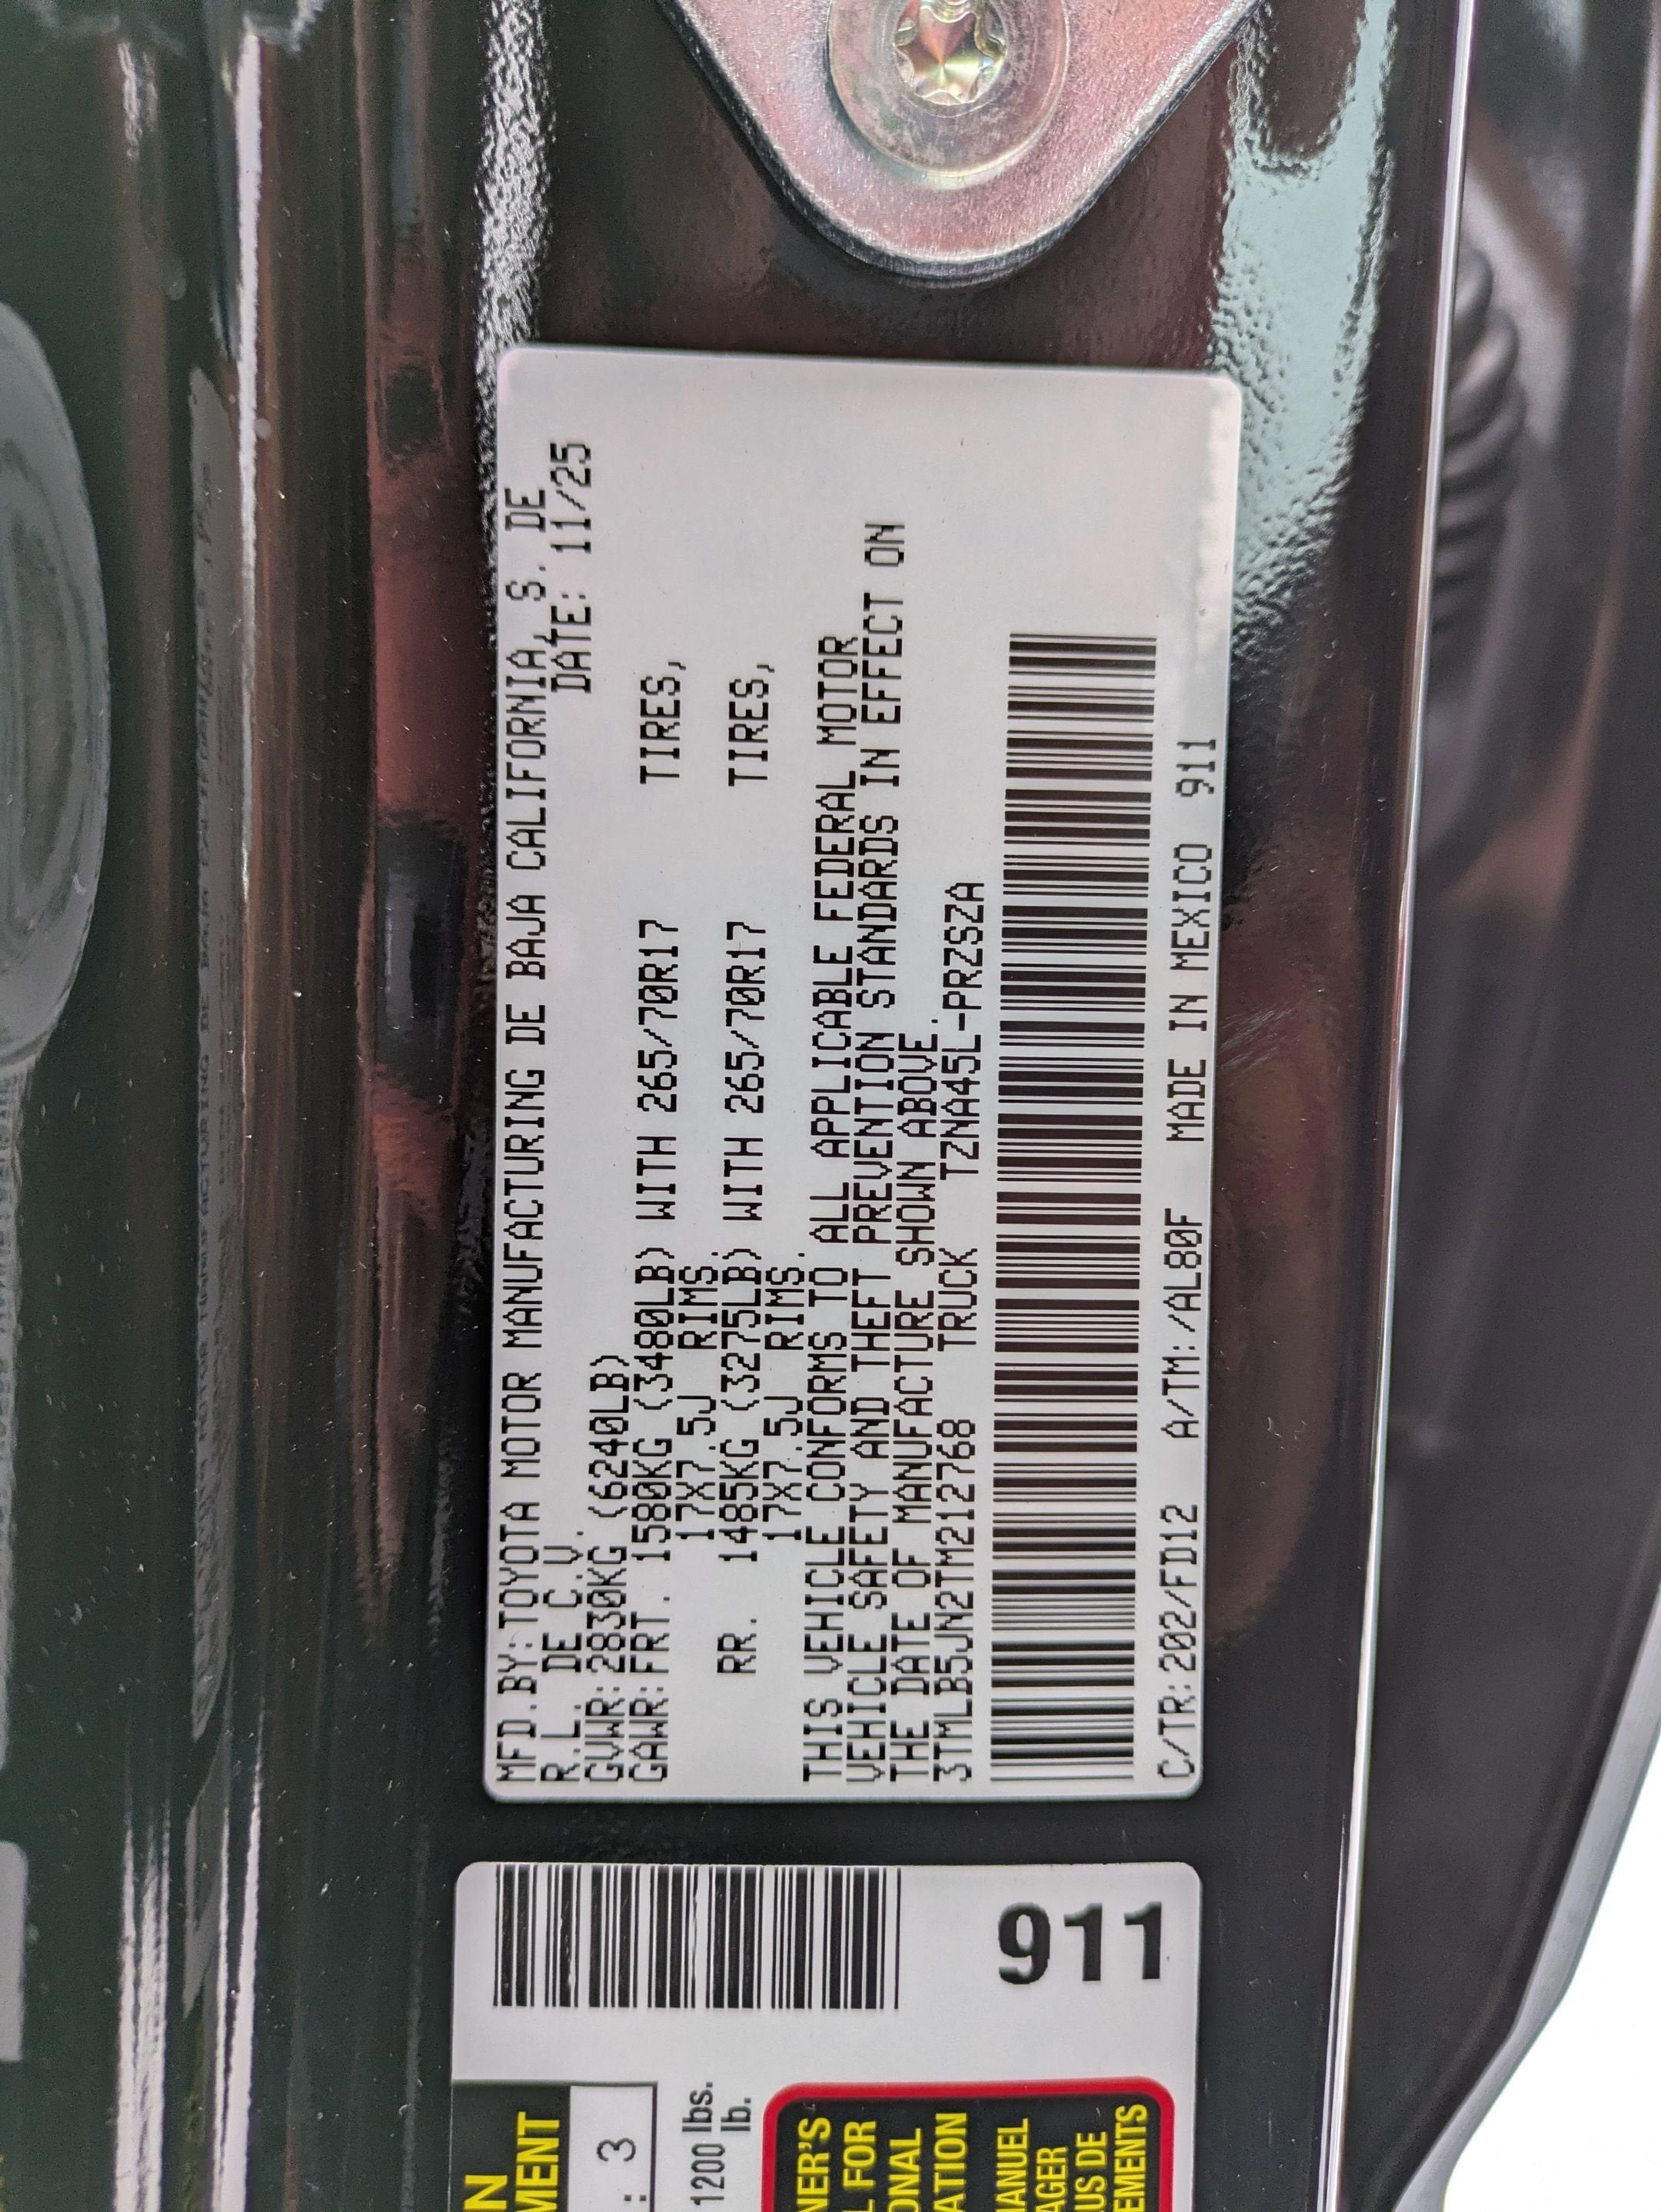 MFD.BY:TOYOTA MOTOR MANUFACTURING DE BAJA CALIFORNIA, S. DE
R.L. DE C.V. DATE: 11/25
GVWR:2830KG (6240LB)
GAWR:FRT. 1580KG (3480LB) WITH 265/70R17 TIRES,
17X7.5J RIMS.
RR. 1485KG (3275LB) WITH 265/70R17 TIRES,
17X7.5J RIMS.
THIS VEHICLE CONFORMS TO ALL APPLICABLE FEDERAL MOTOR
VEHICLE SAFETY AND THEFT PREVENTION STANDARDS IN EFFECT ON
THE DATE OF MANUFACTURE SHOWN ABOVE.
3TMLB5JN2TM212768 TRUCK TZNA45L-PRZSZA
C/TR:202/FD12 A/TM:/AL80F MADE IN MEXICO 911
911
: 3
1200 lbs.
lb.